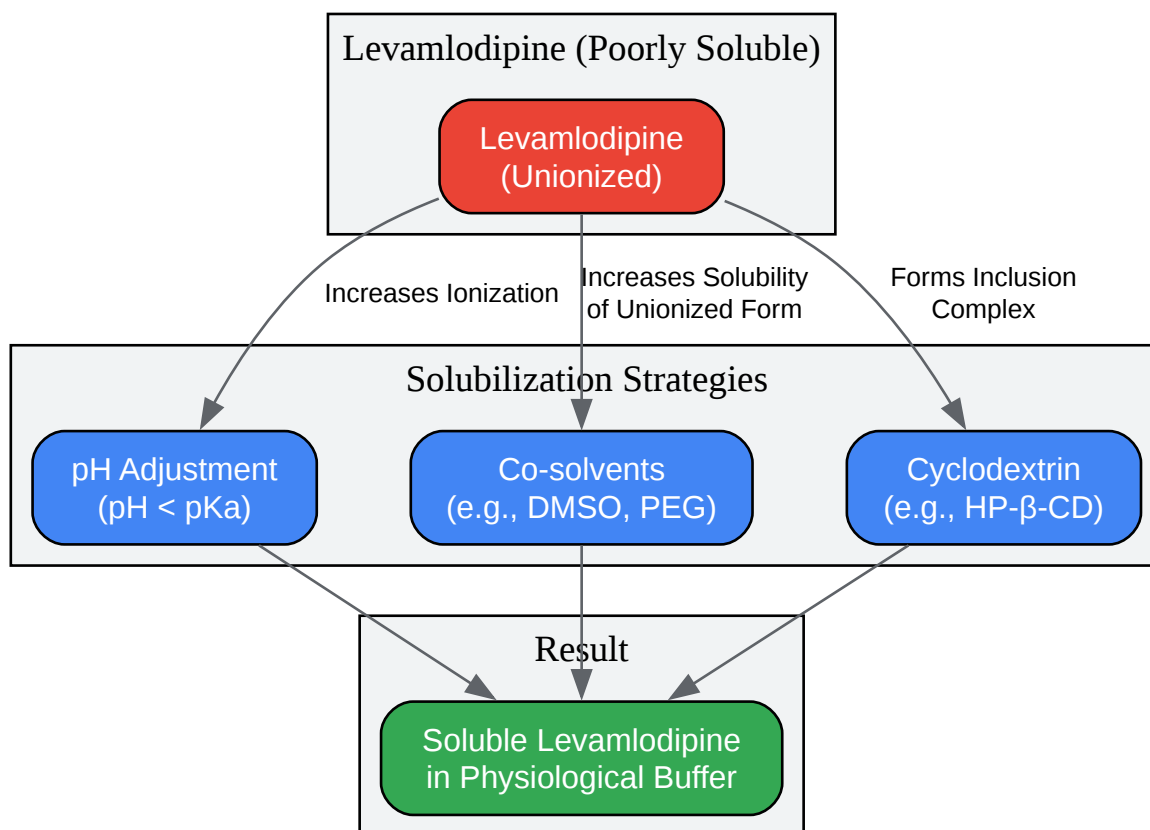 Levamlodipine (Poorly Soluble)
Levamlodipine
(Unionized)
Increases Ionization
Increases Solubility
of Unionized Form
Forms Inclusion
Complex
Solubilization Strategies
pH Adjustment
(pH < pKa)
Co-solvents
(e.g., DMSO, PEG)
Cyclodextrin
(e.g., HP-β-CD)
Result
Soluble Levamlodipine
in Physiological Buffer